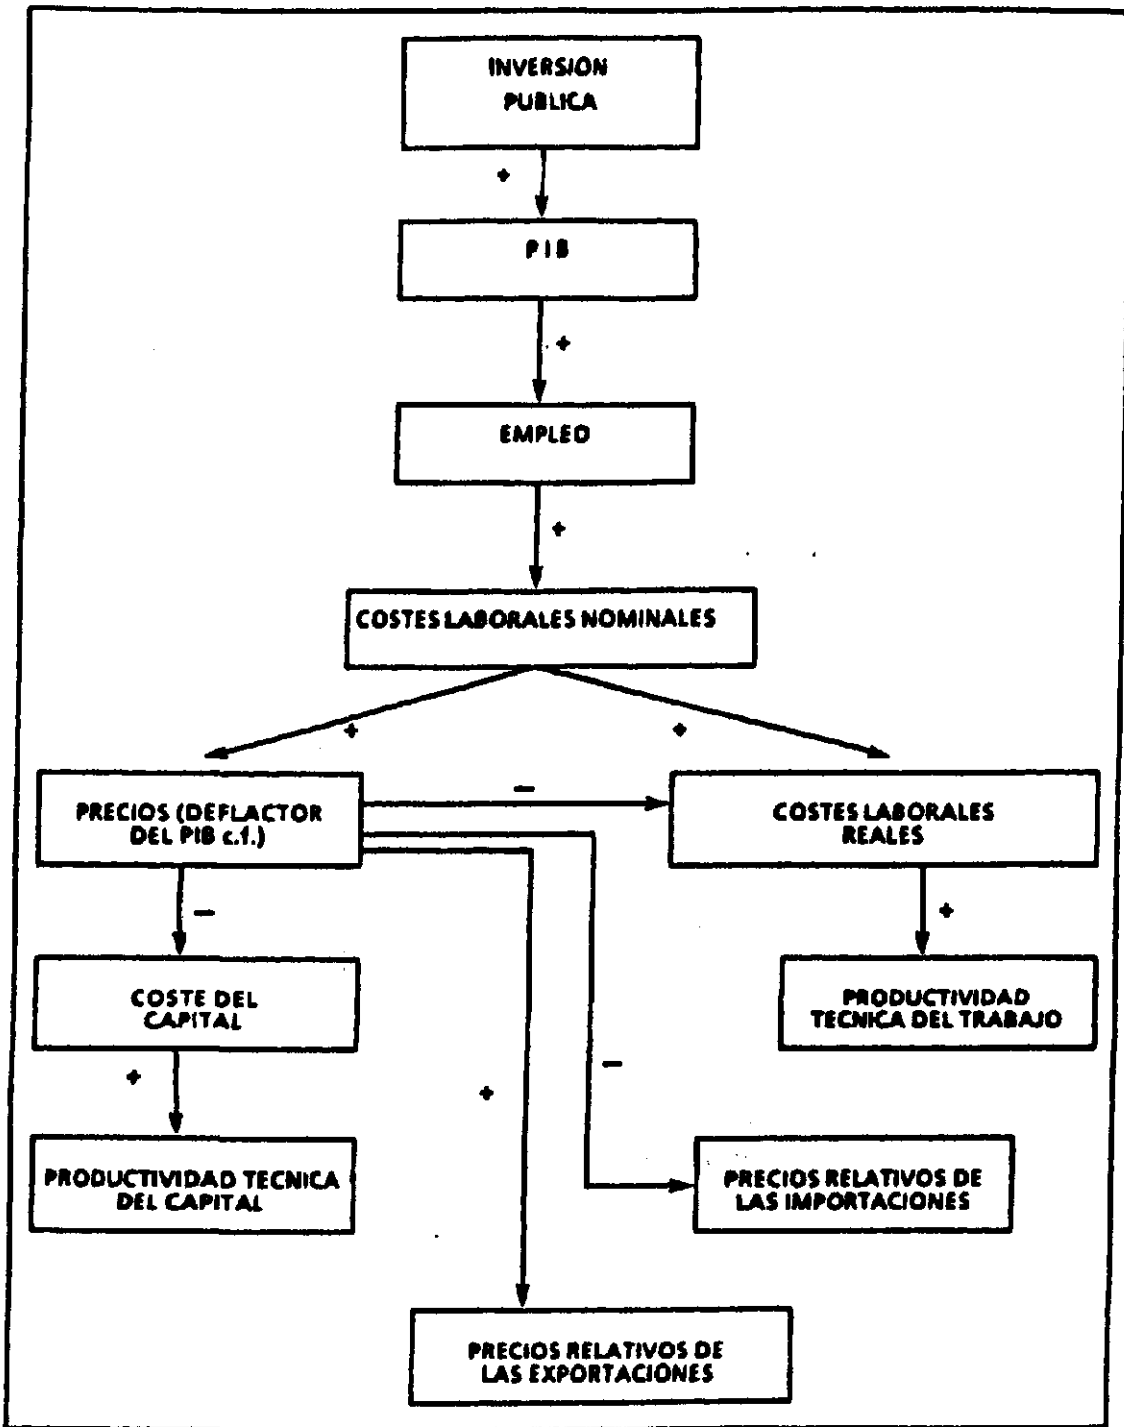 INVERSION
PUBLICA
+
PIB
+
EMPLEO
+
COSTES LABORALES NOMINALES
+
+
PRECIOS (DEFLACTOR
DEL PIB c.f.)
−
COSTES LABORALES
REALES
−
+
COSTE DEL
CAPITAL
PRODUCTIVIDAD
TECNICA DEL TRABAJO
+
+
−
PRODUCTIVIDAD TECNICA
DEL CAPITAL
PRECIOS RELATIVOS DE
LAS IMPORTACIONES
PRECIOS RELATIVOS DE
LAS EXPORTACIONES